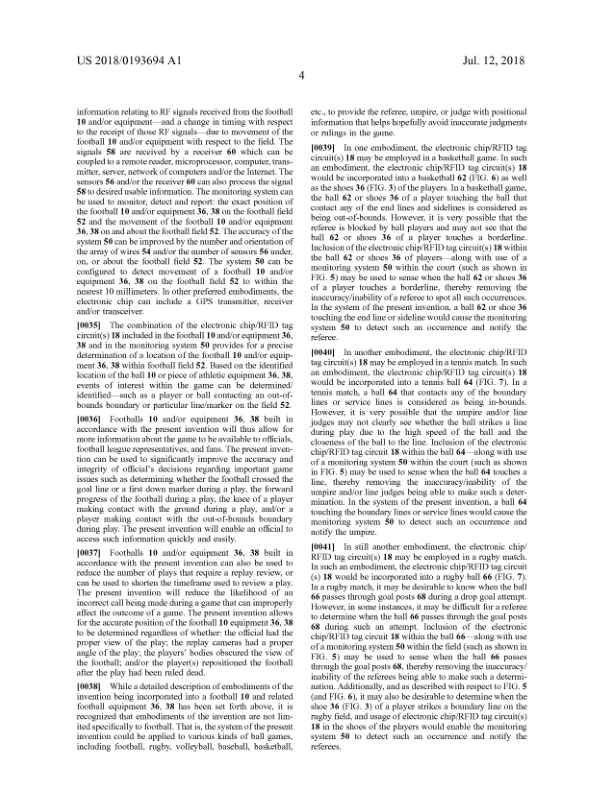 US 2018/0193694 A1
Jul. 12, 2018
4
information relating to RF signals received from the football
10 and/or equipment—and a change in timing with respect
to the receipt of those RF signals—due to movement of the
football 10 and/or equipment with respect to the field. The
signals 58 are received by a receiver 60 which can be
coupled to a remote reader, microprocessor, computer, trans-
mitter, server, network of computers and/or the Internet. The
sensors 56 and/or the receiver 60 can also process the signal
58 to desired usable information. The monitoring system can
be used to monitor, detect and report: the exact position of
the football 10 and/or equipment 36, 38 on the football field
52 and the movement of the football 10 and/or equipment
36, 38 on and about the football field 52. The accuracy of the
system 50 can be improved by the number and orientation of
the array of wires 54 and/or the number of sensors 56 under,
on, or about the football field 52. The system 50 can be
configured to detect movement of a football 10 and/or
equipment 36, 38 on the football field 52 to within the
nearest 10 millimeters. In other preferred embodiments, the
electronic chip can include a GPS transmitter, receiver
and/or transceiver.
[0035] The combination of the electronic chip/RFID tag
circuit(s) 18 included in the football 10 and/or equipment 36,
38 and in the monitoring system 50 provides for a precise
determination of a location of the football 10 and/or equip-
ment 36, 38 within football field 52. Based on the identified
location of the ball 10 or piece of athletic equipment 36, 38,
events of interest within the game can be determined/
identified—such as a player or ball contacting an out-of-
bounds boundary or particular line/marker on the field 52.
[0036] Footballs 10 and/or equipment 36, 38 built in
accordance with the present invention will thus allow for
more information about the game to be available to officials,
football league representatives, and fans. The present inven-
tion can be used to significantly improve the accuracy and
integrity of official's decisions regarding important game
issues such as determining whether the football crossed the
goal line or a first down marker during a play, the forward
progress of the football during a play, the knee of a player
making contact with the ground during a play, and/or a
player making contact with the out-of-bounds boundary
during play. The present invention will enable an official to
access such information quickly and easily.
[0037] Footballs 10 and/or equipment 36, 38 built in
accordance with the present invention can also be used to
reduce the number of plays that require a replay review, or
can be used to shorten the timeframe used to review a play.
The present invention will reduce the likelihood of an
incorrect call being made during a game that can improperly
affect the outcome of a game. The present invention allows
for the accurate position of the football 10 equipment 36, 38
to be determined regardless of whether: the official had the
proper view of the play; the replay cameras had a proper
angle of the play; the players' bodies obscured the view of
the football; and/or the player(s) repositioned the football
after the play had been ruled dead.
[0038] While a detailed description of embodiments of the
invention being incorporated into a football 10 and related
football equipment 36, 38 has been set forth above, it is
recognized that embodiments of the invention are not lim-
ited specifically to football. That is, the system of the present
invention could be applied to various kinds of ball games,
including football, rugby, volleyball, baseball, basketball,
etc., to provide the referee, umpire, or judge with positional
information that helps hopefully avoid inaccurate judgments
or rulings in the game.
[0039] In one embodiment, the electronic chip/RFID tag
circuit(s) 18 may be employed in a basketball game. In such
an embodiment, the electronic chip/RFID tag circuit(s) 18
would be incorporated into a basketball 62 (FIG. 6) as well
as the shoes 36 (FIG. 3) of the players. In a basketball game,
the ball 62 or shoes 36 of a player touching the ball that
contact any of the end lines and sidelines is considered as
being out-of-bounds. However, it is very possible that the
referee is blocked by ball players and may not see that the
ball 62 or shoes 36 of a player touches a borderline.
Inclusion of the electronic chip/RFID tag circuit(s) 18 within
the ball 62 or shoes 36 of players—along with use of a
monitoring system 50 within the court (such as shown in
FIG. 5) may be used to sense when the ball 62 or shoes 36
of a player touches a borderline, thereby removing the
inaccuracy/inability of a referee to spot all such occurrences.
In the system of the present invention, a ball 62 or shoe 36
touching the end line or sideline would cause the monitoring
system 50 to detect such an occurrence and notify the
referee.
[0040] In another embodiment, the electronic chip/RFID
tag circuit(s) 18 may be employed in a tennis match. In such
an embodiment, the electronic chip/RFID tag circuit(s) 18
would be incorporated into a tennis ball 64 (FIG. 7). In a
tennis match, a ball 64 that contacts any of the boundary
lines or service lines is considered as being in-bounds.
However, it is very possible that the umpire and/or line
judges may not clearly see whether the ball strikes a line
during play due to the high speed of the ball and the
closeness of the ball to the line. Inclusion of the electronic
chip/RFID tag circuit 18 within the ball 64—along with use
of a monitoring system 50 within the court (such as shown
in FIG. 5) may be used to sense when the ball 64 touches a
line, thereby removing the inaccuracy/inability of the
umpire and/or line judges being able to make such a deter-
mination. In the system of the present invention, a ball 64
touching the boundary lines or service lines would cause the
monitoring system 50 to detect such an occurrence and
notify the umpire.
[0041] In still another embodiment, the electronic chip/
RFID tag circuit(s) 18 may be employed in a rugby match.
In such an embodiment, the electronic chip/RFID tag circuit
(s) 18 would be incorporated into a rugby ball 66 (FIG. 7).
In a rugby match, it may be desirable to know when the ball
66 passes through goal posts 68 during a drop goal attempt.
However, in some instances, it may be difficult for a referee
to determine when the ball 66 passes through the goal posts
68 during such an attempt. Inclusion of the electronic
chip/RFID tag circuit 18 within the ball 66—along with use
of a monitoring system 50 within the field (such as shown in
FIG. 5) may be used to sense when the ball 66 passes
through the goal posts 68, thereby removing the inaccuracy/
inability of the referees being able to make such a determi-
nation. Additionally, and as described with respect to FIG. 5
(and FIG. 6), it may also be desirable to determine when the
shoe 36 (FIG. 3) of a player strikes a boundary line on the
rugby field, and usage of electronic chip/RFID tag circuit(s)
18 in the shoes of the players would enable the monitoring
system 50 to detect such an occurrence and notify the
referees.